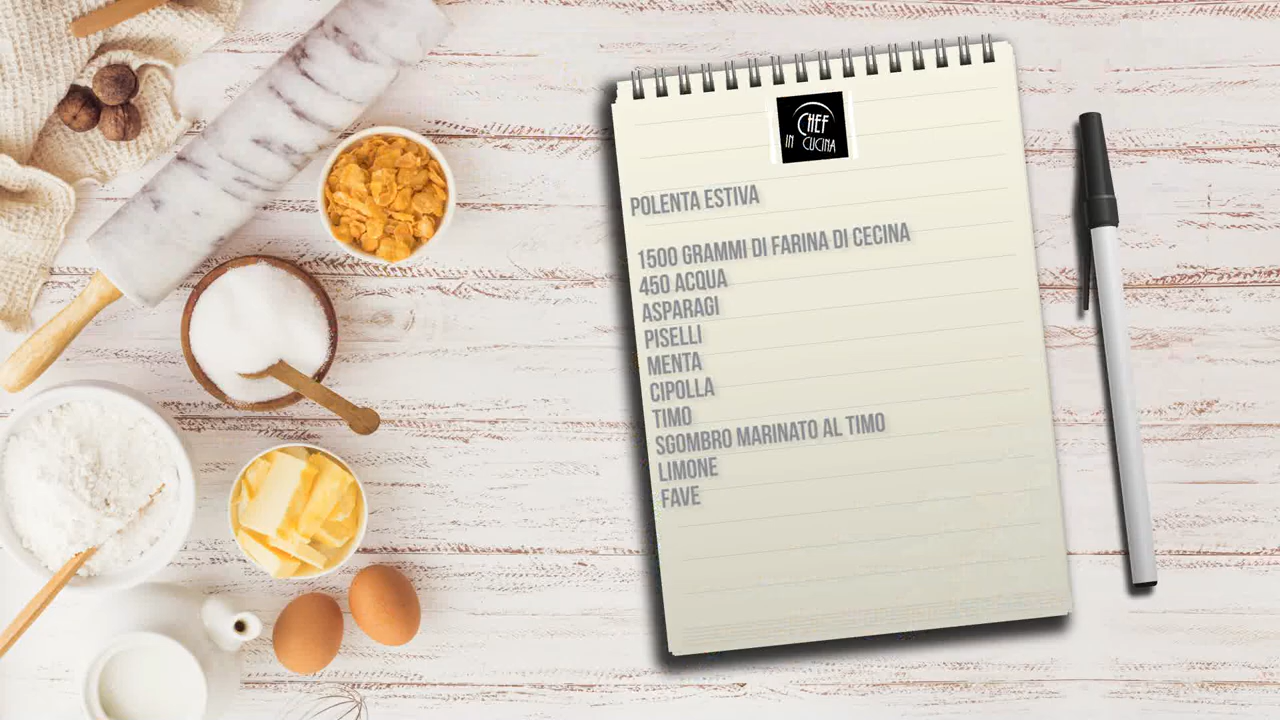 CHEF
IN CUCINA
POLENTA ESTIVA
1500 GRAMMI DI FARINA DI CECINA
450 ACQUA
ASPARAGI
PISELLI
MENTA
CIPOLLA
TIMO
SGOMBRO MARINATO AL TIMO
LIMONE
FAVE